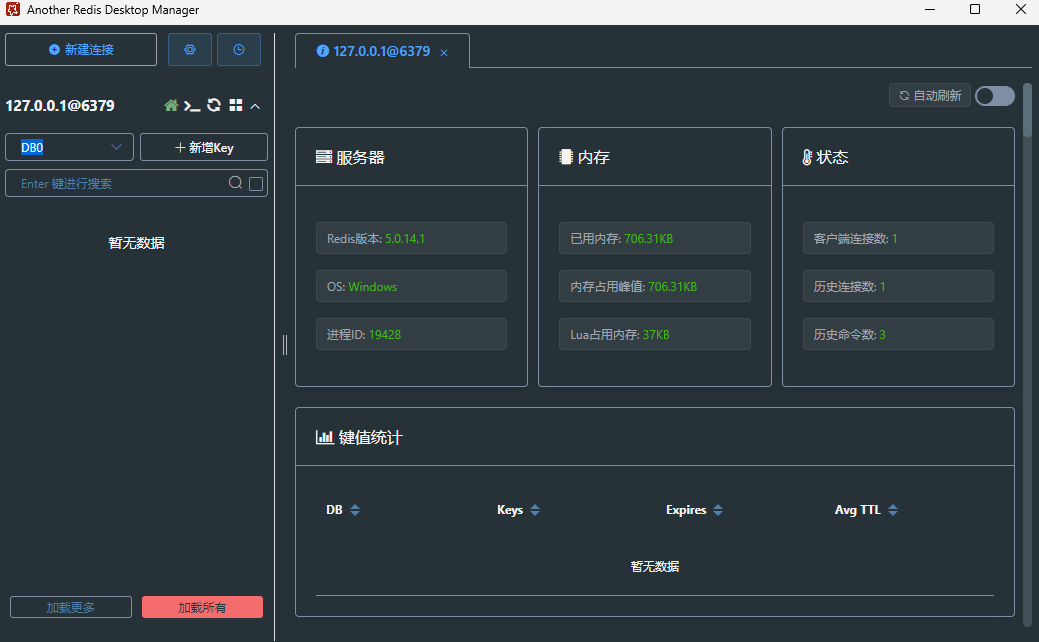 Another Redis Desktop Manager
新建连接
127.0.0.1@6379
DB0
新增Key
Enter 键进行搜索
暂无数据
加载更多
加载所有
127.0.0.1@6379
自动刷新
服务器
Redis版本: 5.0.14.1
OS: Windows
进程ID: 19428
内存
已用内存: 706.31KB
内存占用峰值: 706.31KB
Lua占用内存: 37KB
状态
客户端连接数: 1
历史连接数: 1
历史命令数: 3
键值统计
DB Keys Expires Avg TTL
暂无数据